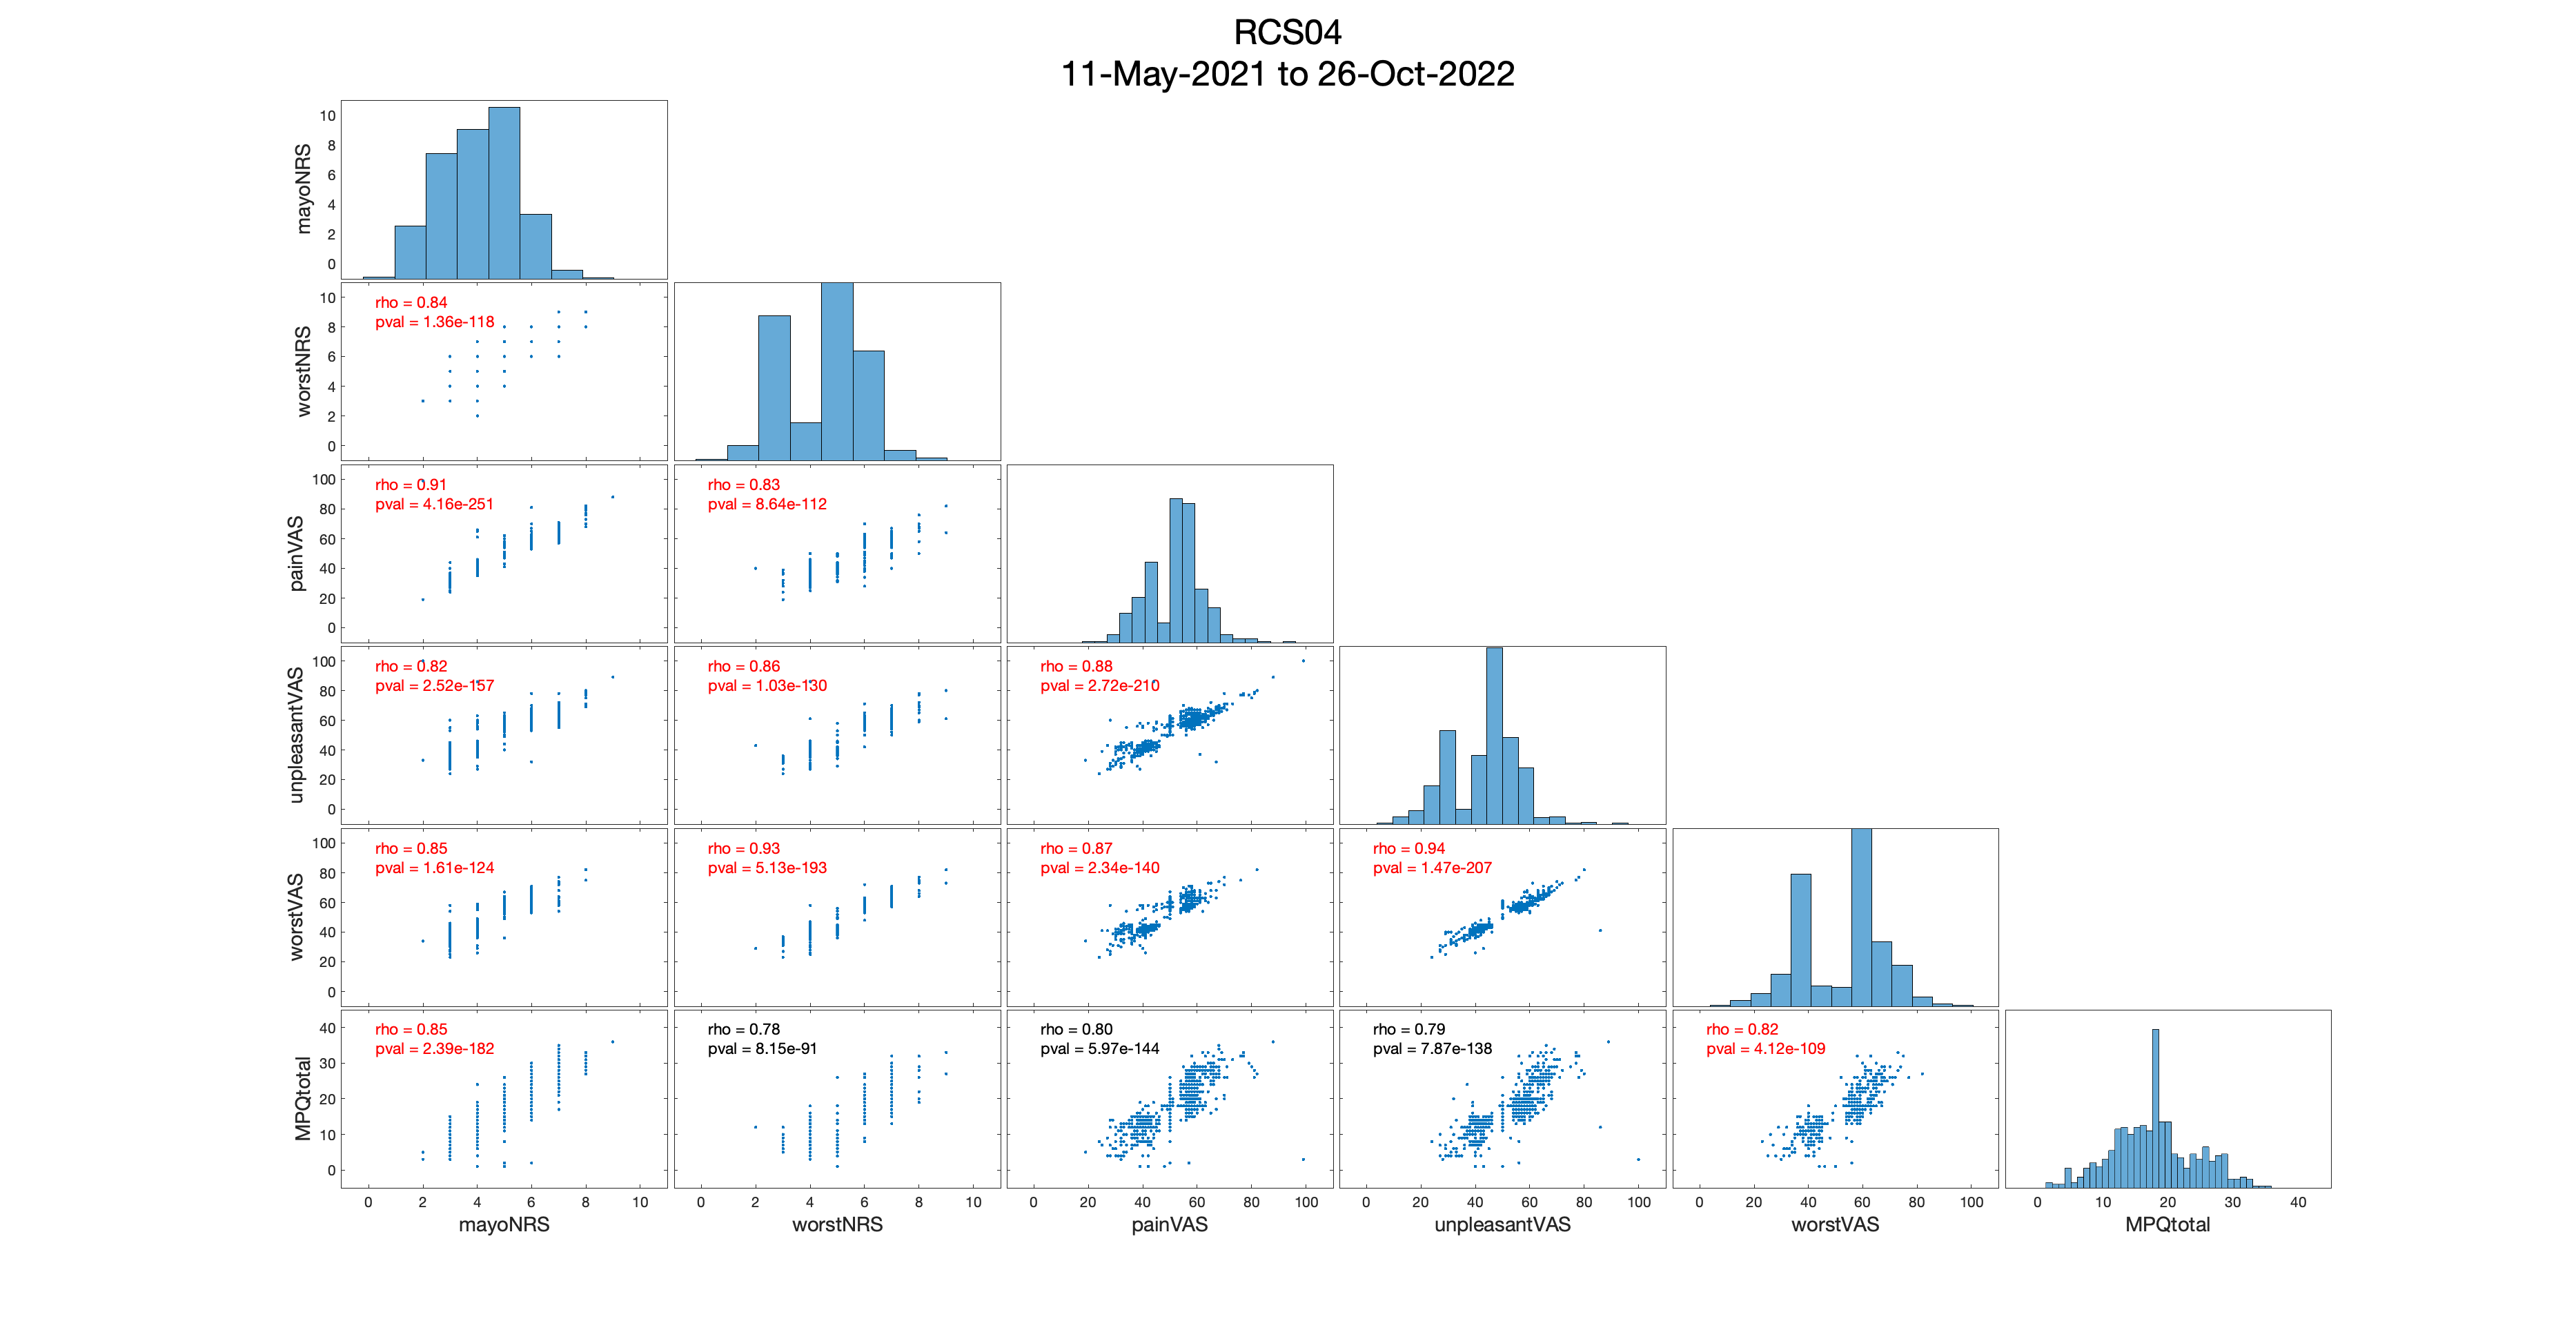 RCS04
11-May-2021 to 26-Oct-2022
mayoNRS
10
8
6
4
2
0
worstNRS
10
8
6
4
2
0
rho = 0.84
pval = 1.36e-118
painVAS
100
80
60
40
20
0
rho = 0.91
pval = 4.16e-251
rho = 0.83
pval = 8.64e-112
unpleasantVAS
100
80
60
40
20
0
rho = 0.82
pval = 2.52e-157
rho = 0.86
pval = 1.03e-130
rho = 0.88
pval = 2.72e-210
worstVAS
100
80
60
40
20
0
rho = 0.85
pval = 1.61e-124
rho = 0.93
pval = 5.13e-193
rho = 0.87
pval = 2.34e-140
rho = 0.94
pval = 1.47e-207
MPQtotal
40
30
20
10
0
rho = 0.85
pval = 2.39e-182
rho = 0.78
pval = 8.15e-91
rho = 0.80
pval = 5.97e-144
rho = 0.79
pval = 7.87e-138
rho = 0.82
pval = 4.12e-109
0 2 4 6 8 10
mayoNRS
0 2 4 6 8 10
worstNRS
0 20 40 60 80 100
painVAS
0 20 40 60 80 100
unpleasantVAS
0 20 40 60 80 100
worstVAS
0 10 20 30 40
MPQtotal